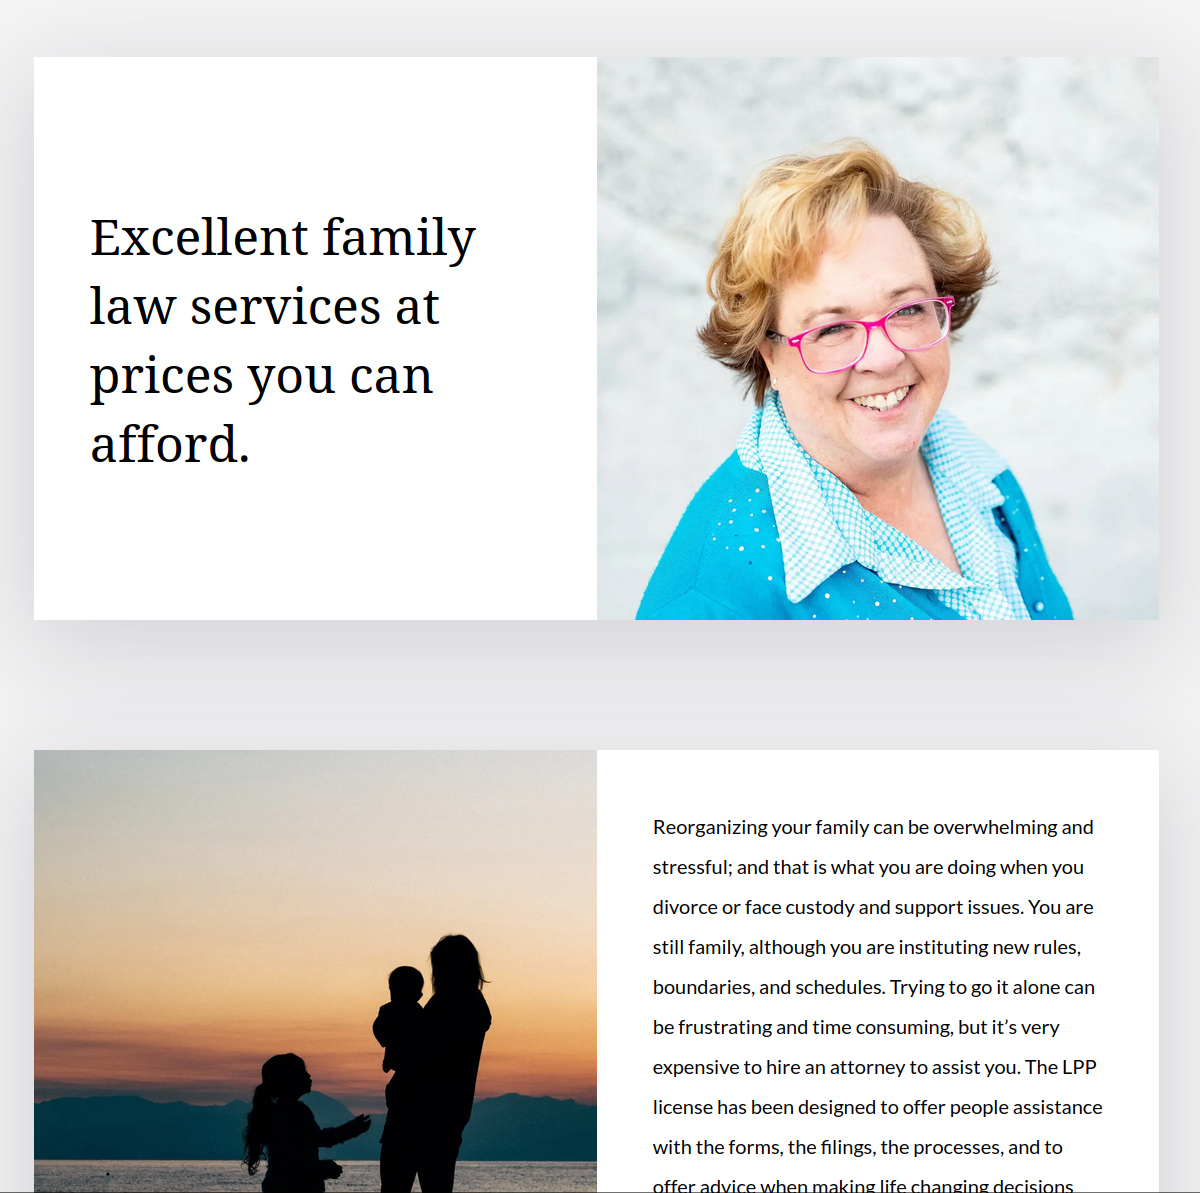 Excellent family
law services at
prices you can
afford.
Reorganizing your family can be overwhelming and
stressful; and that is what you are doing when you
divorce or face custody and support issues. You are
still family, although you are instituting new rules,
boundaries, and schedules. Trying to go it alone can
be frustrating and time consuming, but it’s very
expensive to hire an attorney to assist you. The LPP
license has been designed to offer people assistance
with the forms, the filings, the processes, and to
offer advice when making life changing decisions